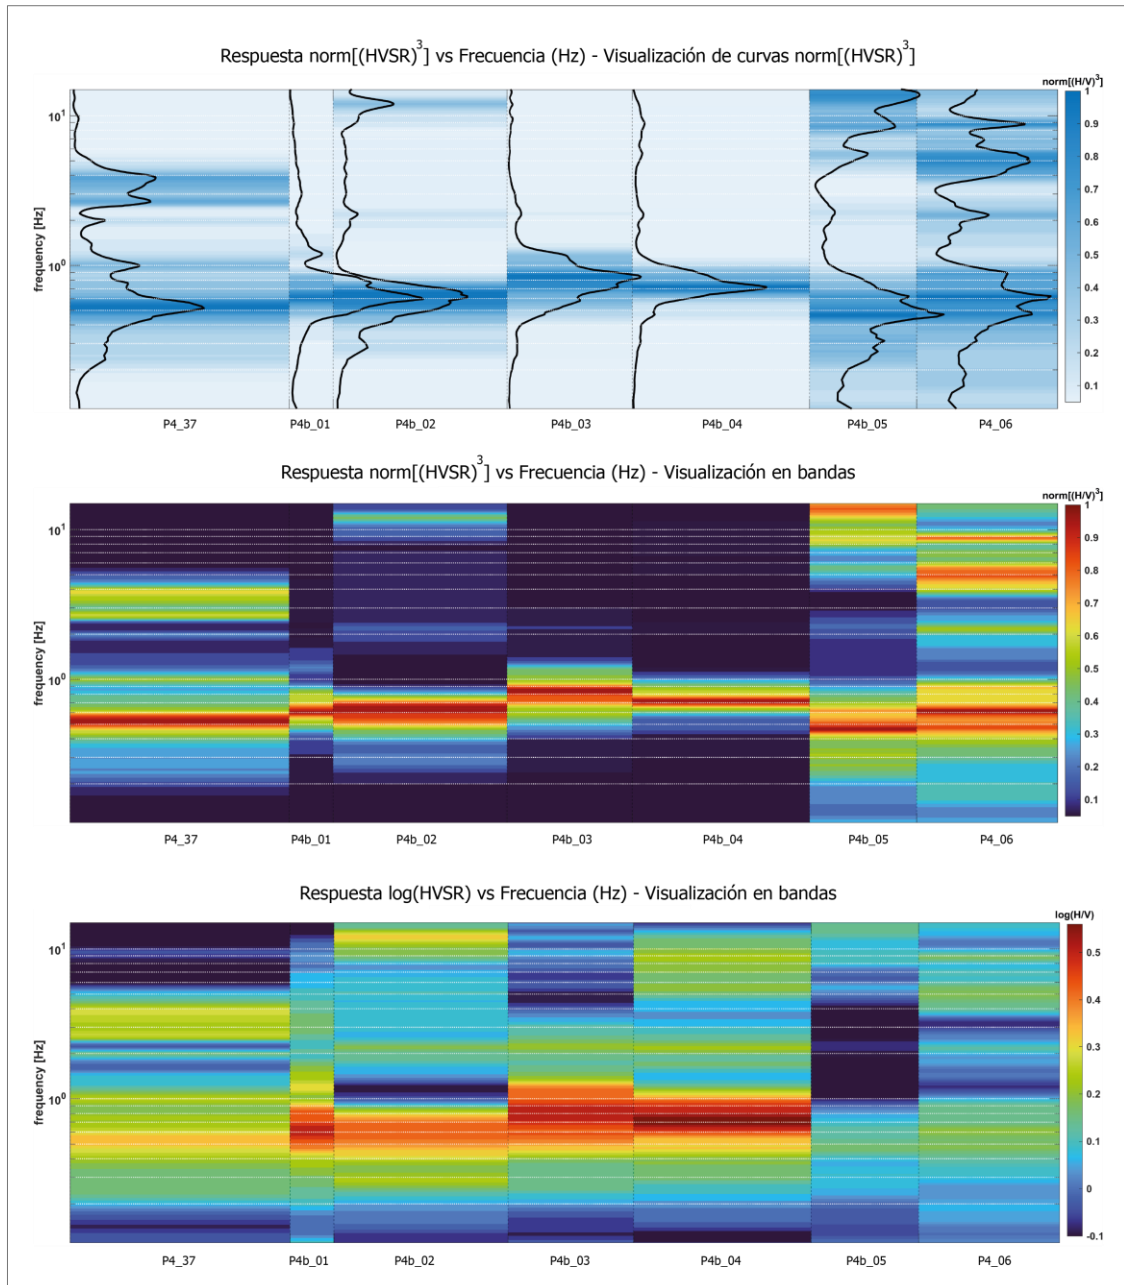 Respuesta norm[(HVSR)³] vs Frecuencia (Hz) - Visualización de curvas norm[(HVSR)³]
norm[(H/V)³]
frequency [Hz]
10¹
10⁰
1
0.9
0.8
0.7
0.6
0.5
0.4
0.3
0.2
0.1
P4_37 P4b_01 P4b_02 P4b_03 P4b_04 P4b_05 P4_06
Respuesta norm[(HVSR)³] vs Frecuencia (Hz) - Visualización en bandas
norm[(H/V)³]
frequency [Hz]
10¹
10⁰
1
0.9
0.8
0.7
0.6
0.5
0.4
0.3
0.2
0.1
P4_37 P4b_01 P4b_02 P4b_03 P4b_04 P4b_05 P4_06
Respuesta log(HVSR) vs Frecuencia (Hz) - Visualización en bandas
log(H/V)
frequency [Hz]
10¹
10⁰
0.5
0.4
0.3
0.2
0.1
0
-0.1
P4_37 P4b_01 P4b_02 P4b_03 P4b_04 P4b_05 P4_06